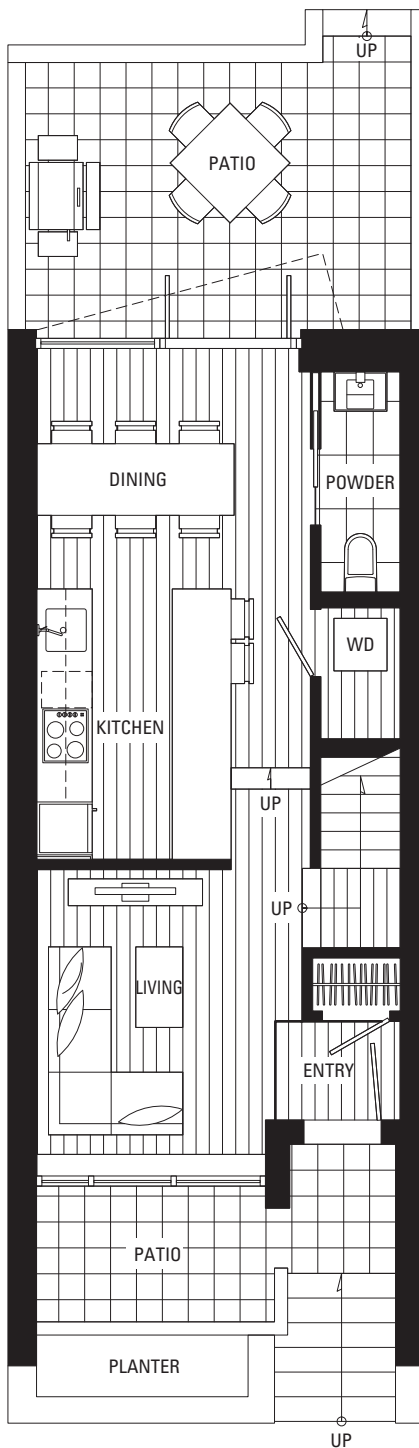 UP
PATIO
DINING
POWDER
WD
KITCHEN
UP
UP
LIVING
ENTRY
PATIO
PLANTER
UP